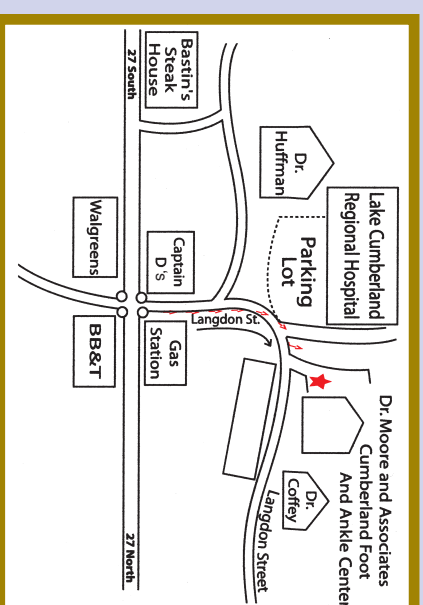 Bastin's
Steak
House
27 South
Dr.
Huffman
Lake Cumberland
Regional Hospital
Parking
Lot
Walgreens
Captain
D's
Langdon St.
BB&T
Gas
Station
Dr. Moore and Associates
Cumberland Foot
And Ankle Center
Dr.
Coffey
Langdon Street
27 North